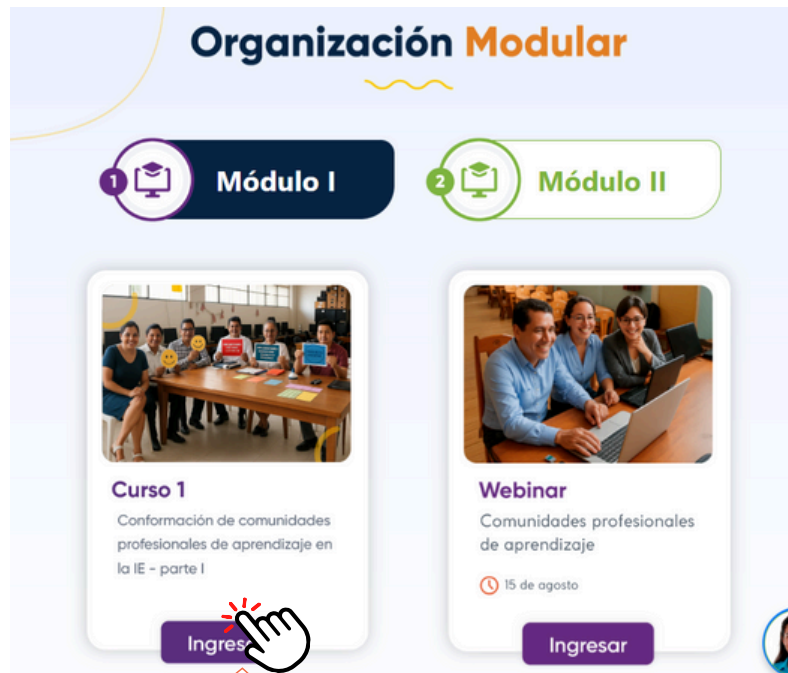 Organización Modular
1
Módulo I
2
Módulo II
Curso 1
Conformación de comunidades
profesionales de aprendizaje en
la IE - parte I
Webinar
Comunidades profesionales
de aprendizaje
15 de agosto
Ingresar